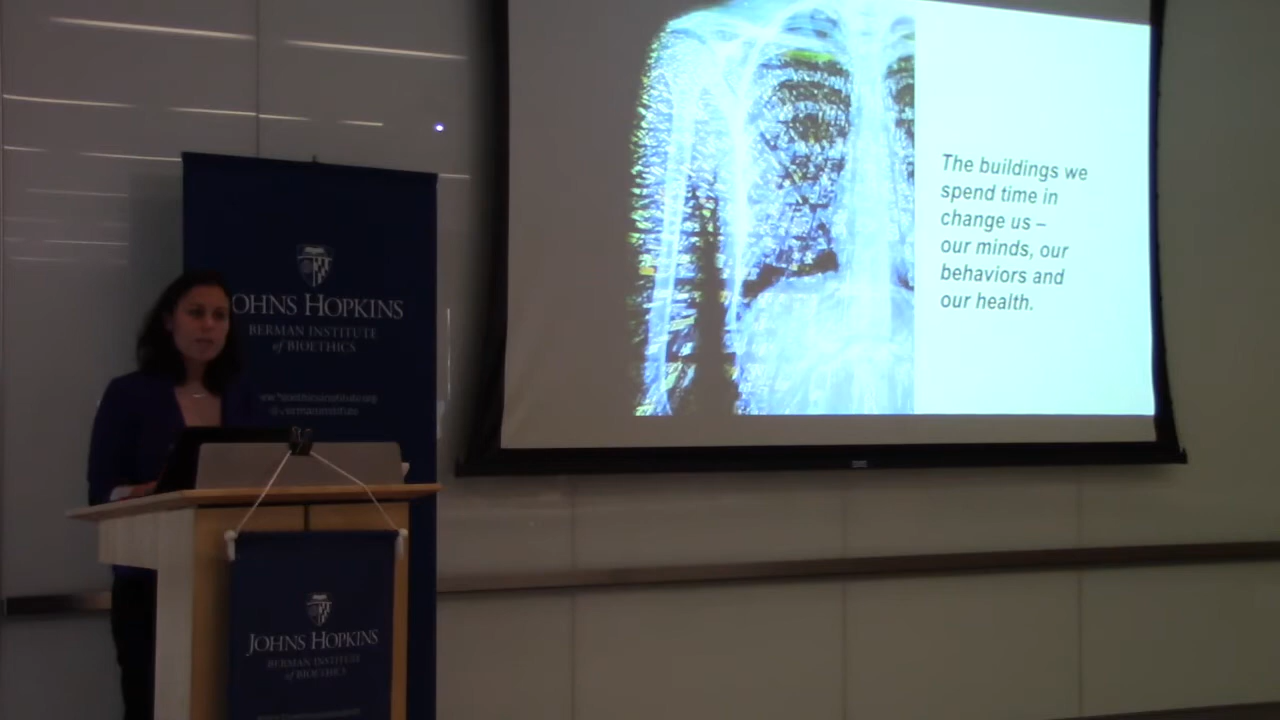 JOHNS HOPKINS
BERMAN INSTITUTE
of BIOETHICS
The buildings we
spend time in
change us –
our minds, our
behaviors and
our health.
JOHNS HOPKINS
BERMAN INSTITUTE
of BIOETHICS